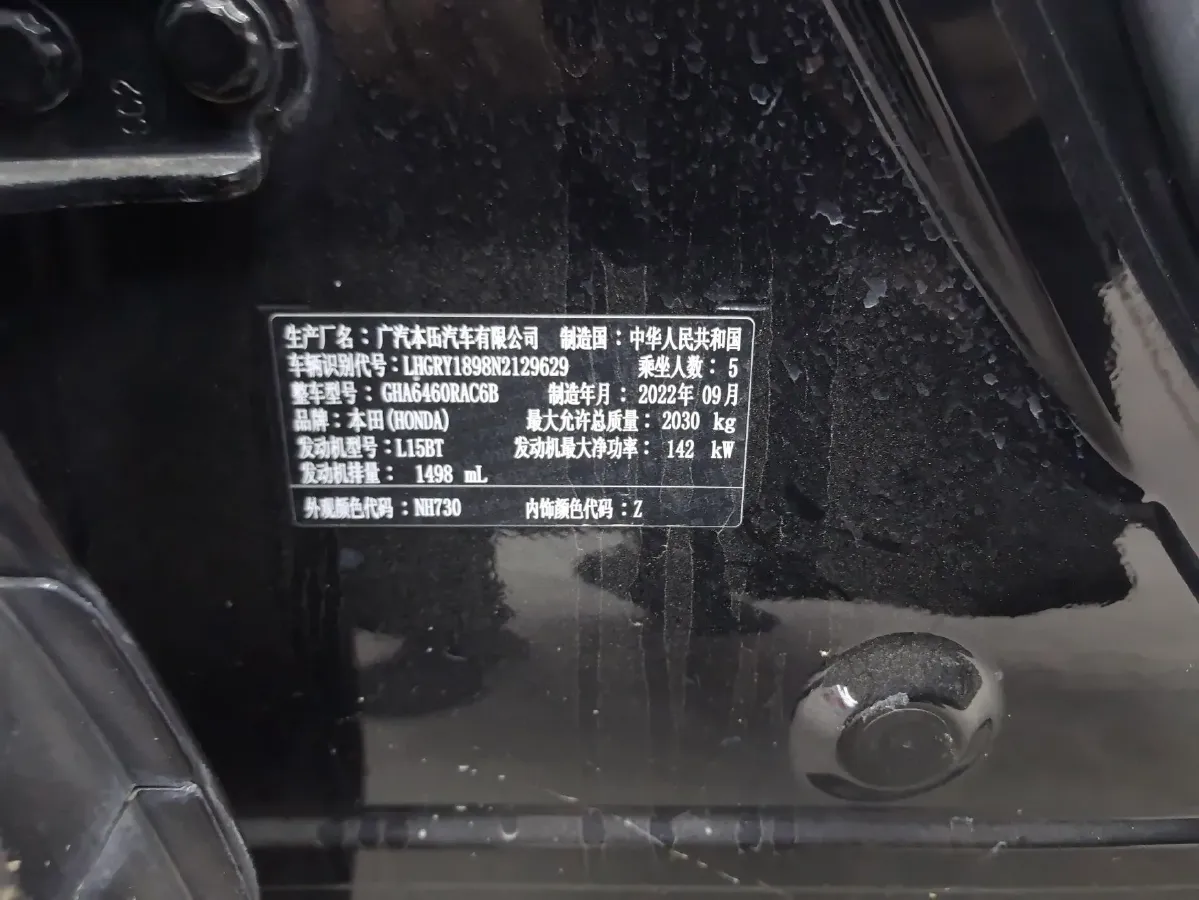 生产厂名：广汽本田汽车有限公司 制造国：中华人民共和国
车辆识别代号：LHGRY1898N2129629 乘坐人数：5
整车型号：GHA6460RAC6B 制造年月：2022年 09月
品牌：本田(HONDA) 最大允许总质量：2030 kg
发动机型号：L15BT 发动机最大净功率：142 kW
发动机排量：1498 mL
外观颜色代码：NH730 内饰颜色代码：Z